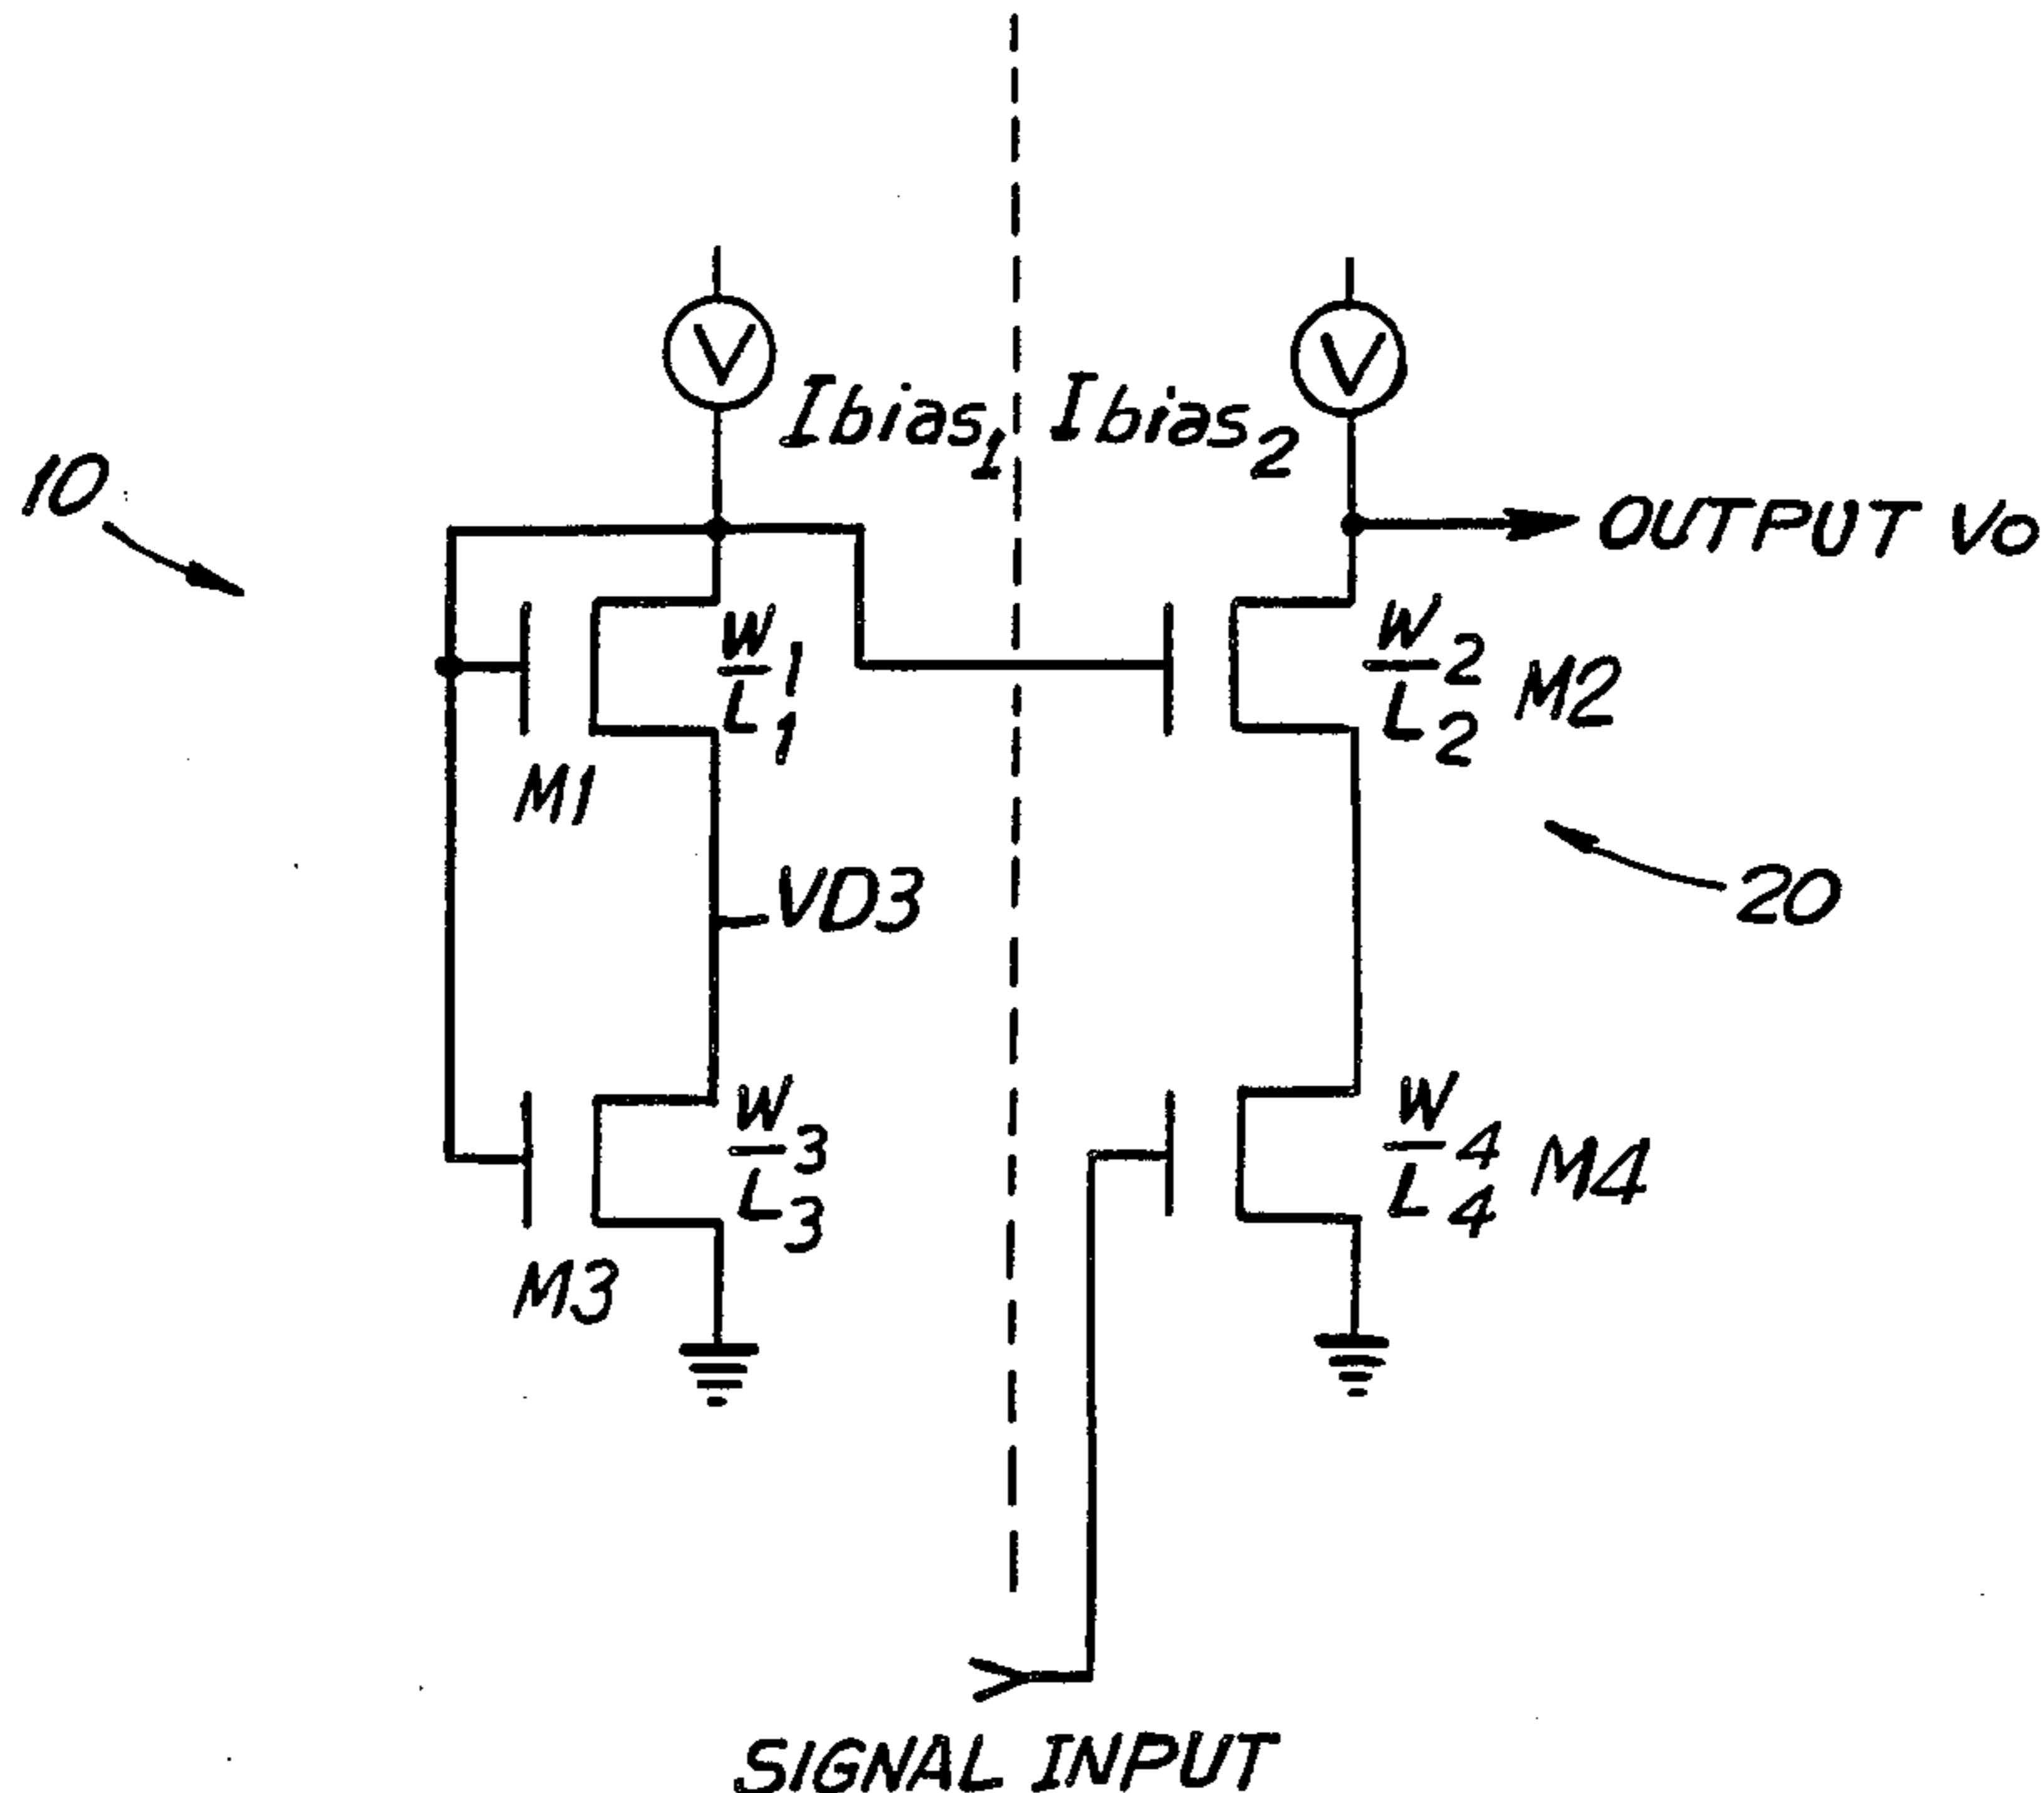 Ibias1
Ibias2
10
OUTPUT Vo
W1
L1
W2
L2
M2
M1
VD3
20
W3
L3
W4
L4
M4
M3
SIGNAL INPUT